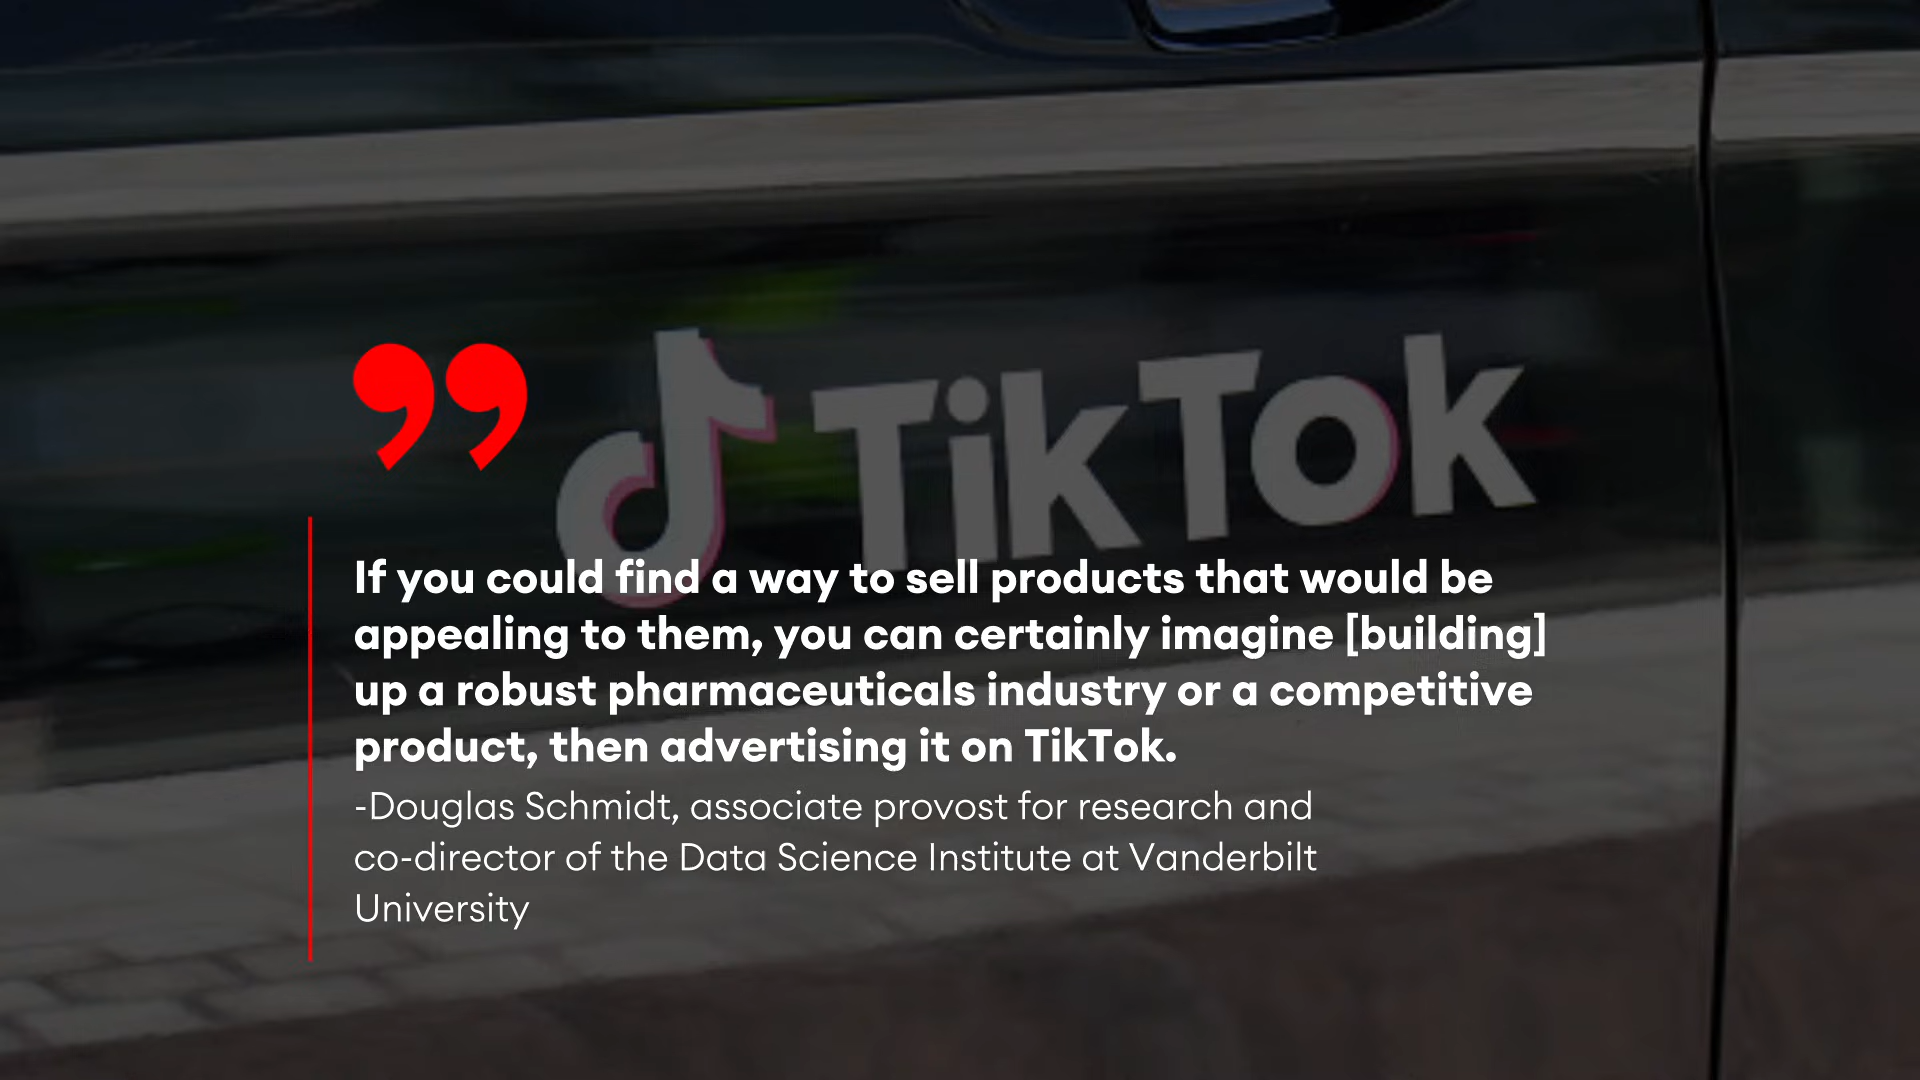 TikTok
If you could find a way to sell products that would be
appealing to them, you can certainly imagine [building]
up a robust pharmaceuticals industry or a competitive
product, then advertising it on TikTok.
-Douglas Schmidt, associate provost for research and
co-director of the Data Science Institute at Vanderbilt
University